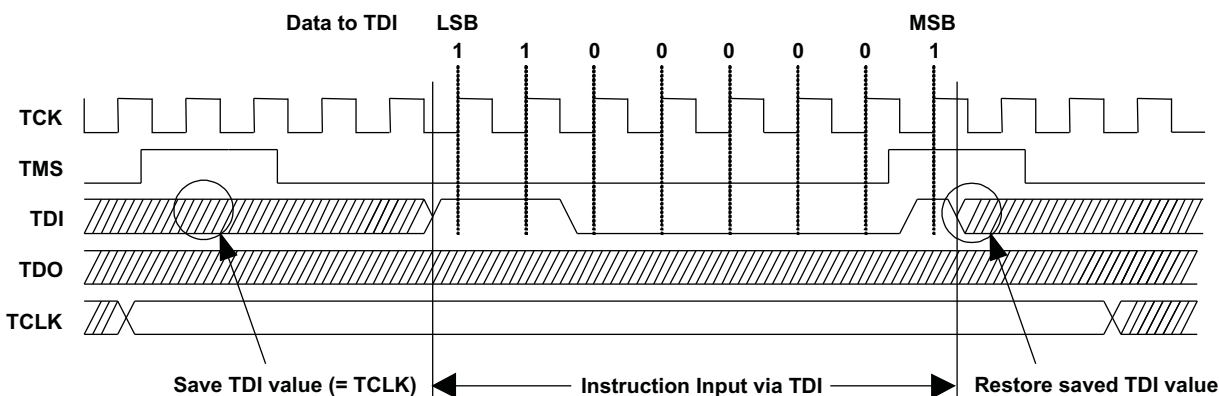 Data to TDI LSB MSB
1 1 0 0 0 0 0 1
TCK
TMS
TDI
TDO
TCLK
Save TDI value (= TCLK) Instruction Input via TDI Restore saved TDI value